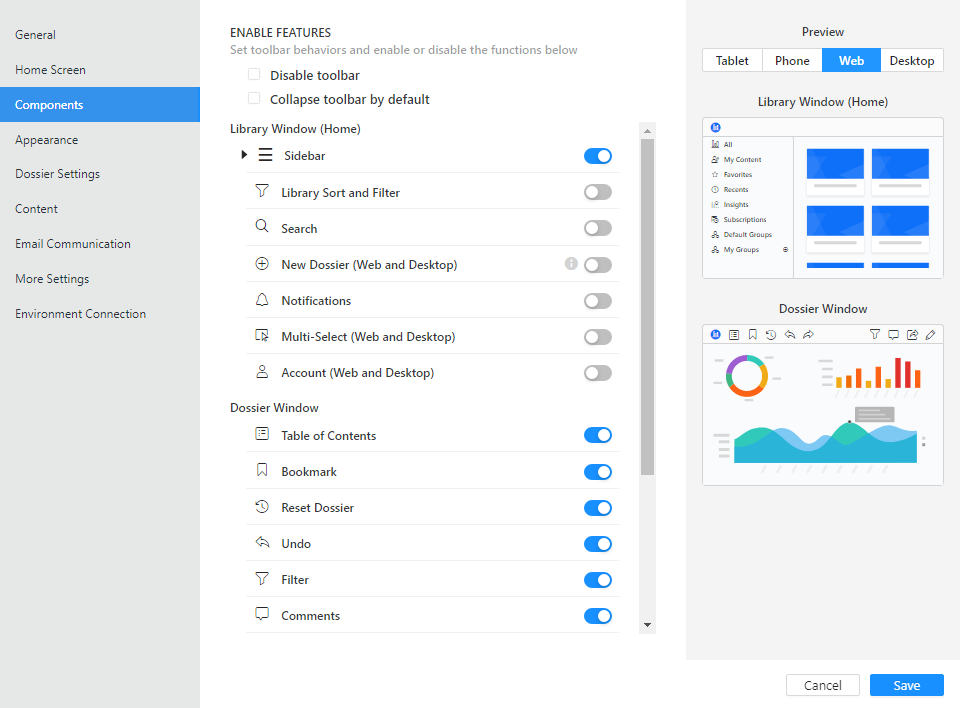 General
Home Screen
Components
Appearance
Dossier Settings
Content
Email Communication
More Settings
Environment Connection
ENABLE FEATURES
Set toolbar behaviors and enable or disable the functions below
Disable toolbar
Collapse toolbar by default
Library Window (Home)
Sidebar
Library Sort and Filter
Search
New Dossier (Web and Desktop)
Notifications
Multi-Select (Web and Desktop)
Account (Web and Desktop)
Dossier Window
Table of Contents
Bookmark
Reset Dossier
Undo
Filter
Comments
Preview
Tablet Phone Web Desktop
Library Window (Home)
All
My Content
Favorites
Recents
Insights
Subscriptions
Default Groups
My Groups
Dossier Window
Cancel Save